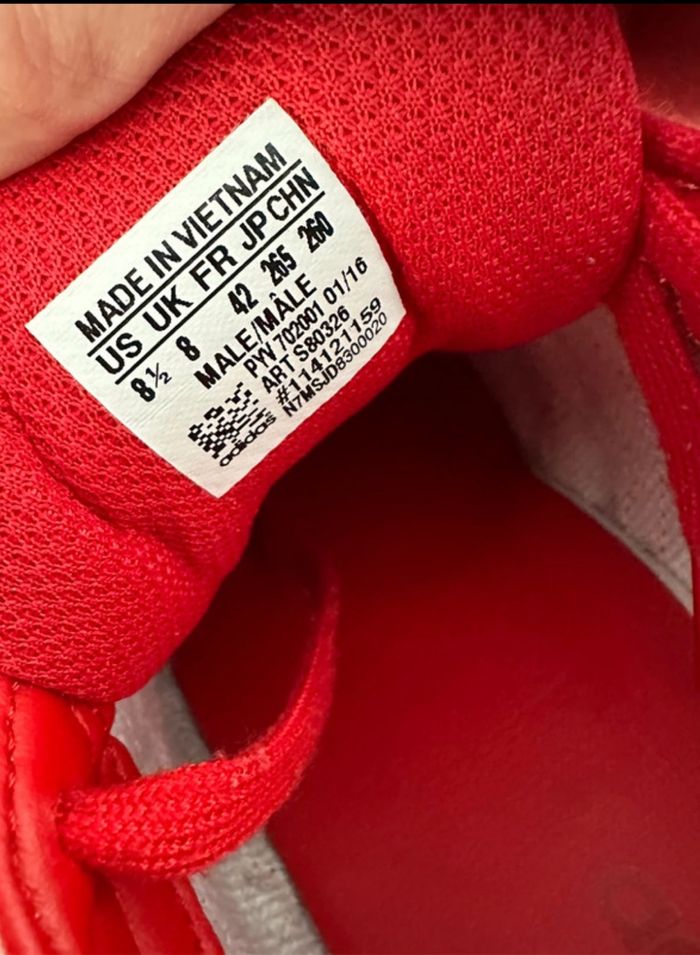 MADE IN VIETNAM
US UK FR JP CHN
8½ 8 42 265 260
MALE/MÂLE
PYV 702001 01/16
ART S80326
#114121159
N7MSJD8300020
adidas